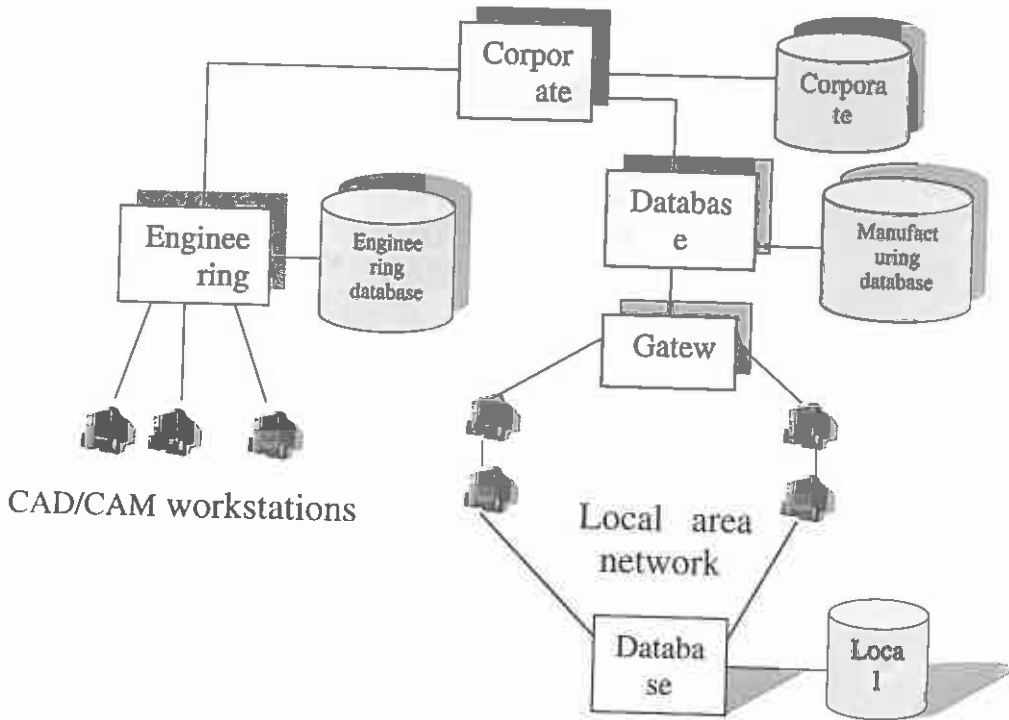 Corpor
ate
Corpora
te
Enginee
ring
Enginee
ring
database
Databas
e
Manufact
uring
database
Gatew
CAD/CAM workstations
Local area
network
Databa
se
Loca
l